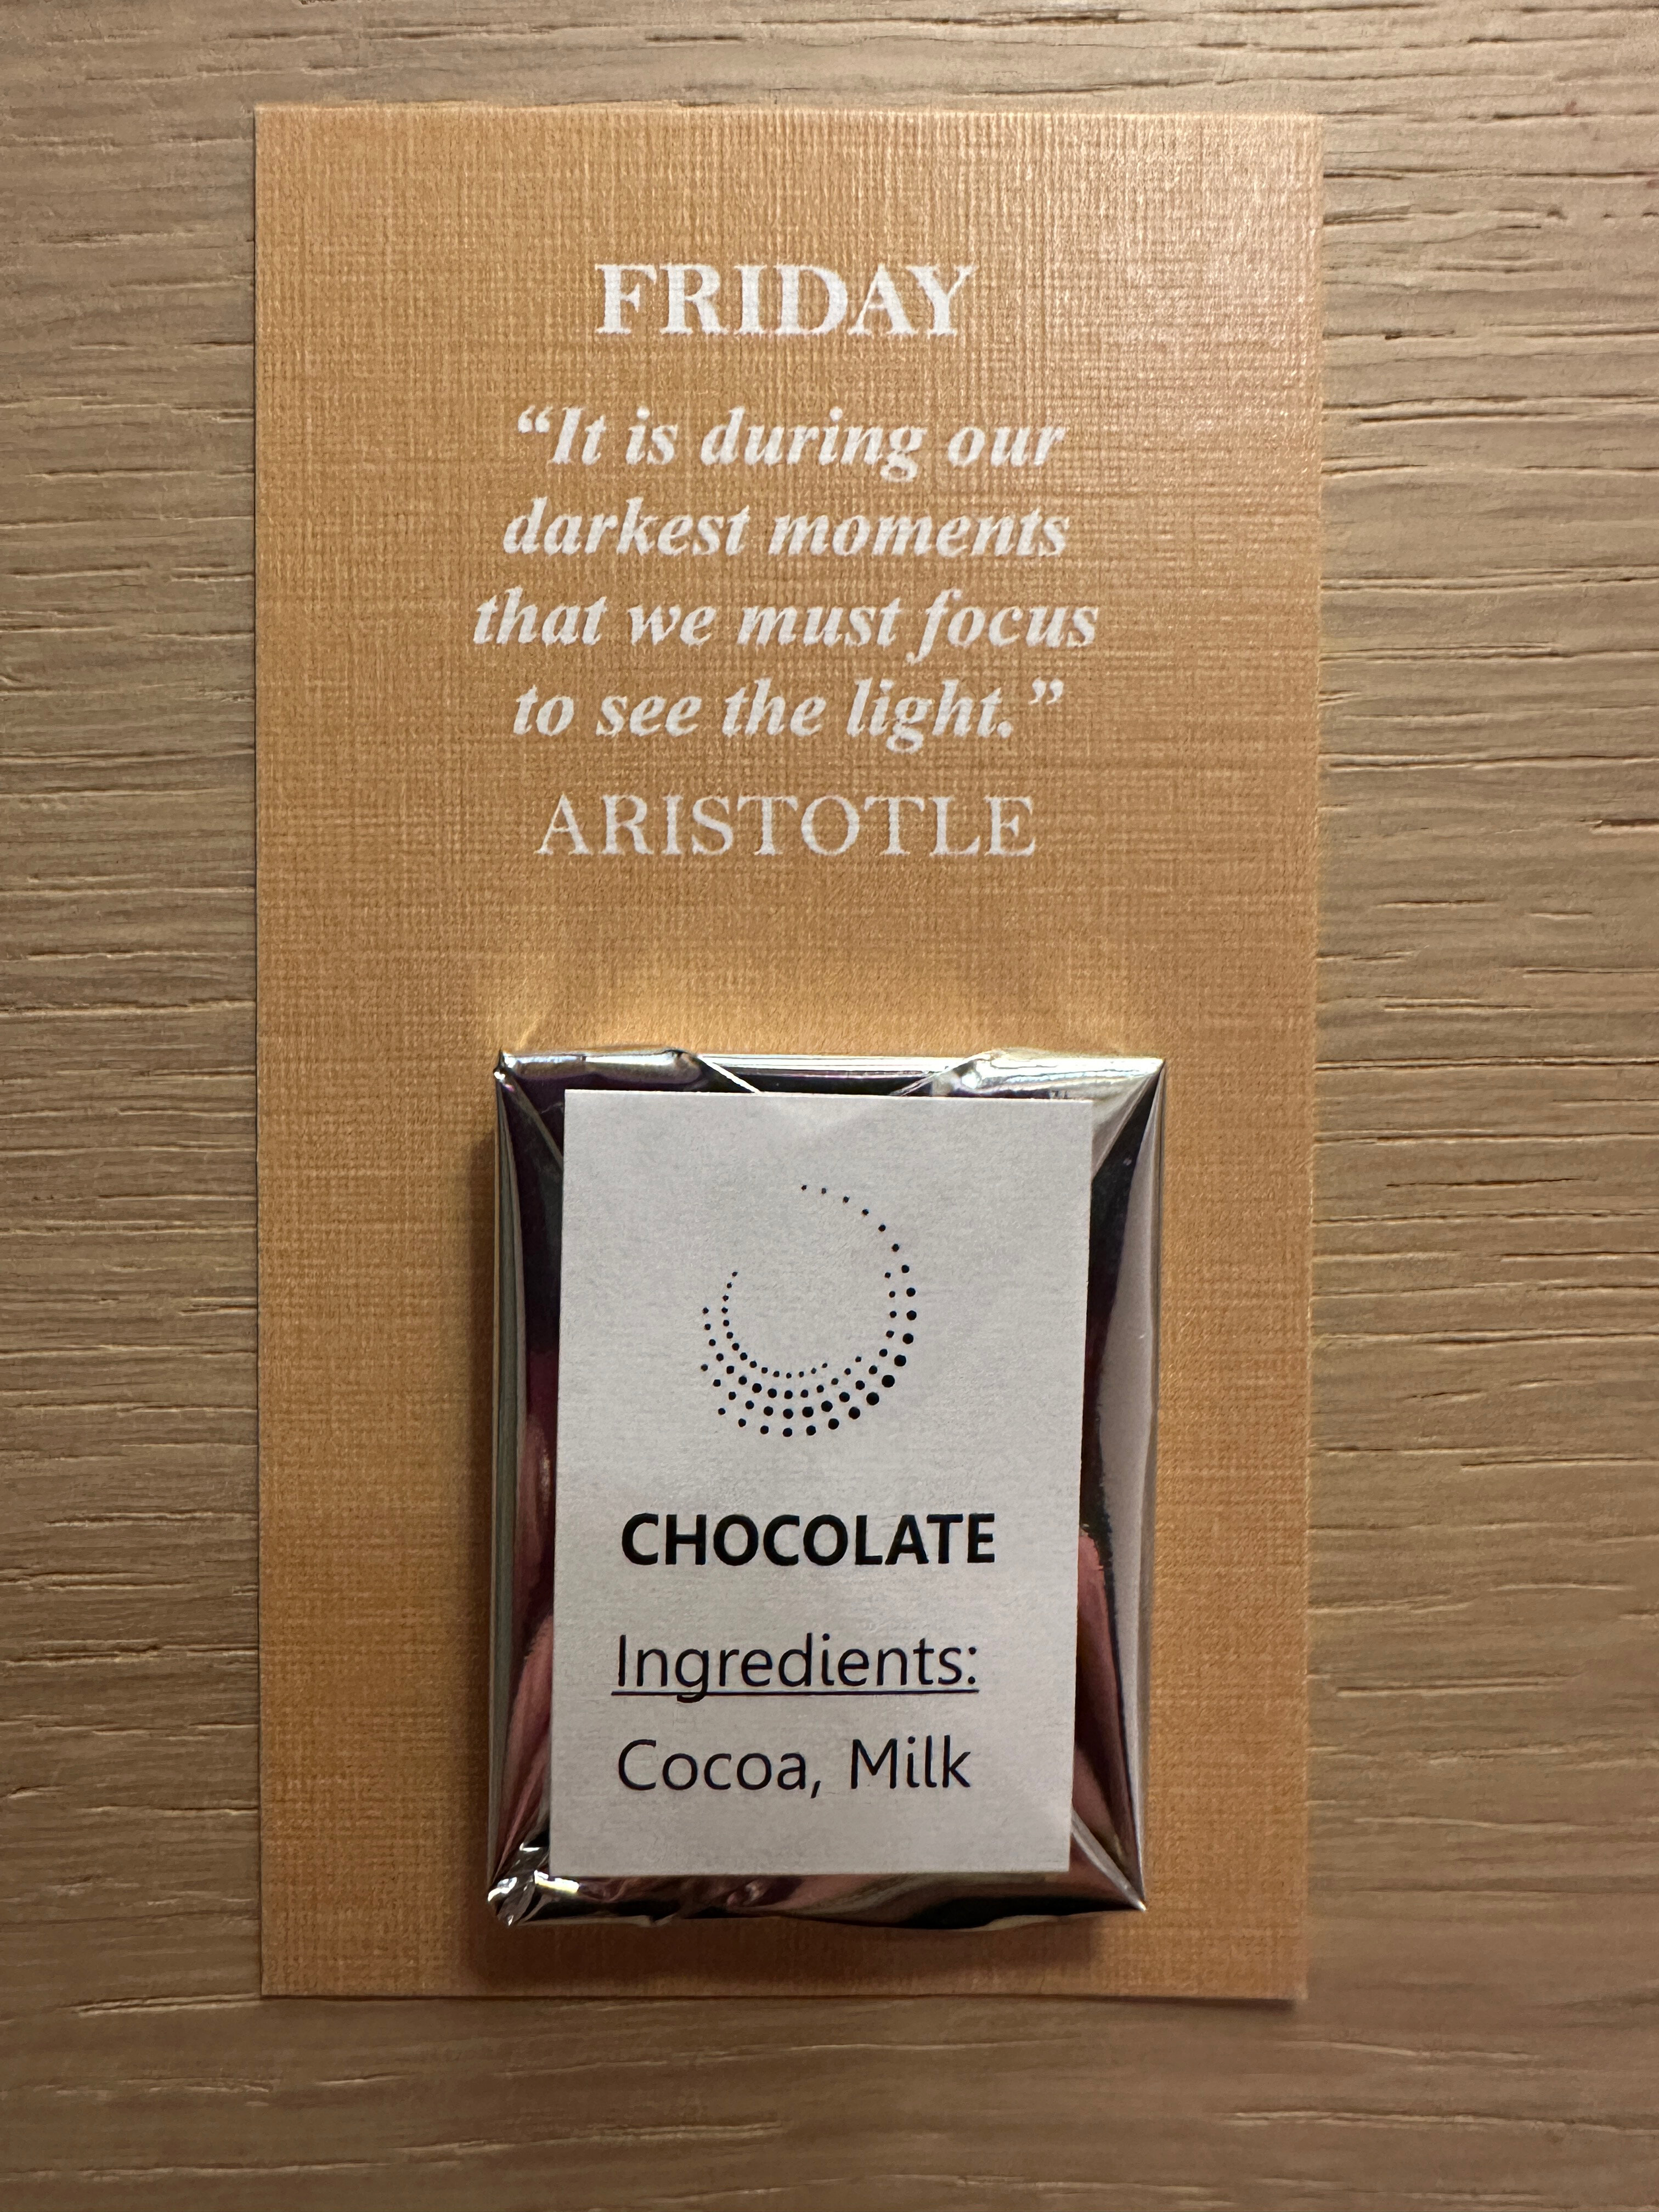 FRIDAY
“It is during our
darkest moments
that we must focus
to see the light.”
ARISTOTLE
CHOCOLATE
Ingredients:
Cocoa, Milk